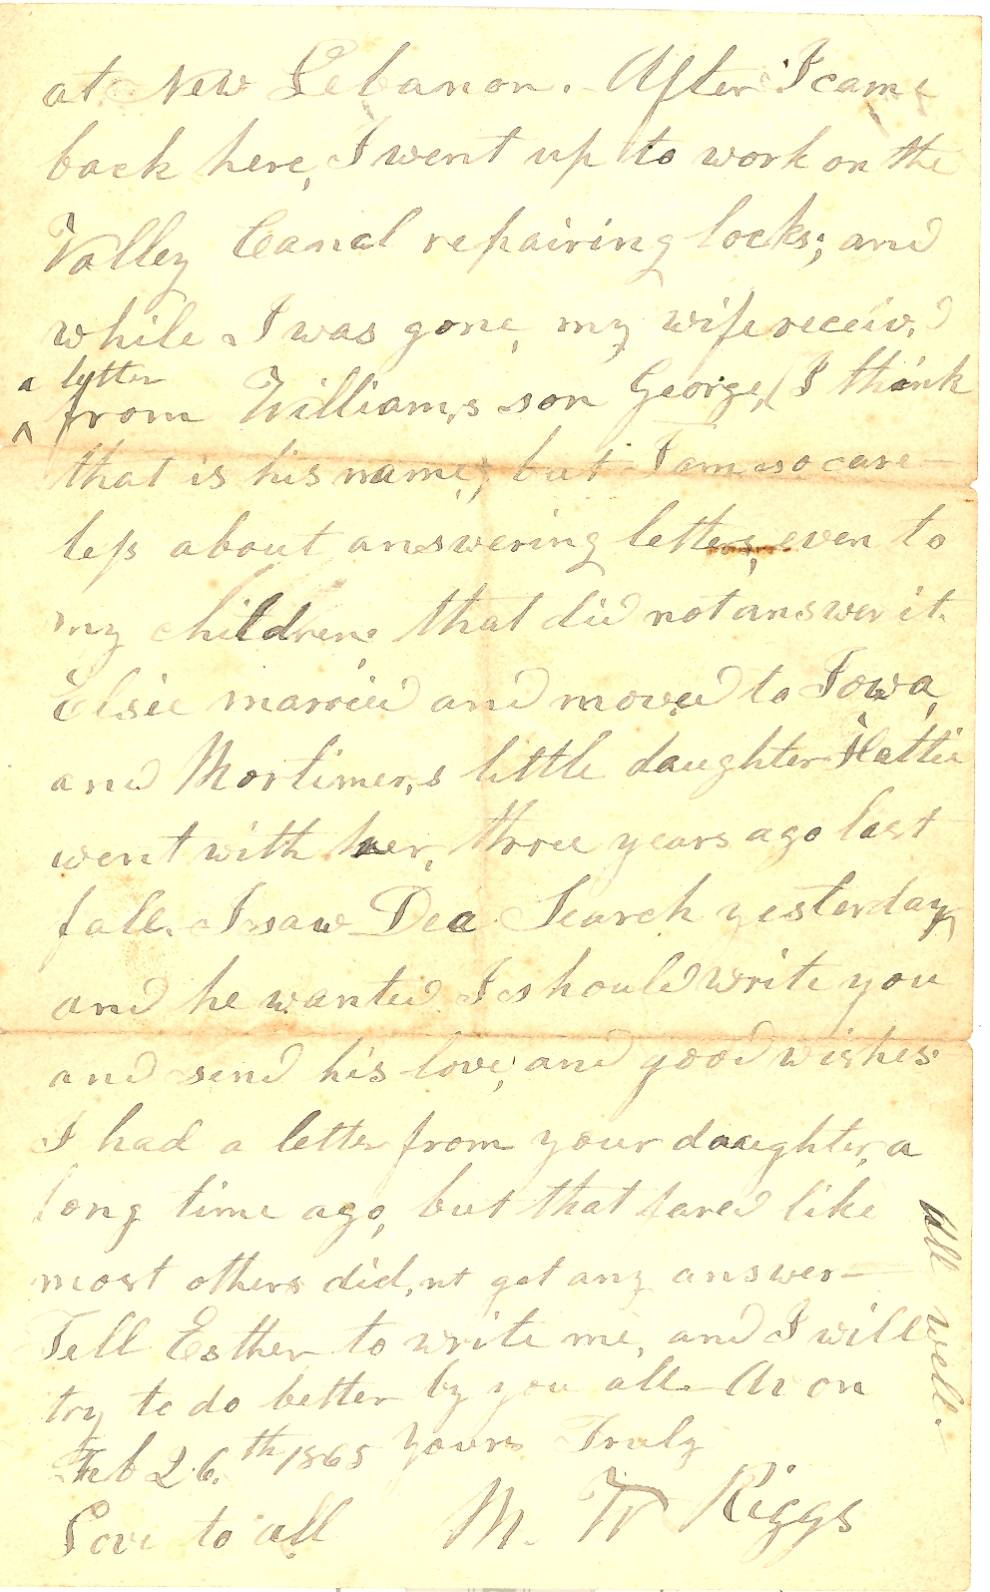 at New Lebanon. After I came
back here, I went up to work on the
Valley Canal repairing locks; and
while I was gone, my wife receiv,d
a letter
^ from William,s son George, (I think
that is his name; but I am so care-
less about answering letters, even to
my children that did not answer it.
Elsie married and moved to Iowa,
and Mortimer,s little daughter Hattie
went with her, three years ago last
fall. I saw Dea Search yesterday
and he wanted I should write you
and send his love, and good wishes.
I had a letter from your daaughter, a
long time ago, but that fared like
most others did,nt get any answer—
Tell Esther to write me, and I will
try to do better by you all.
Feb 26.th 1865 Yours Truly
Love to all M. W Riggs
All well.